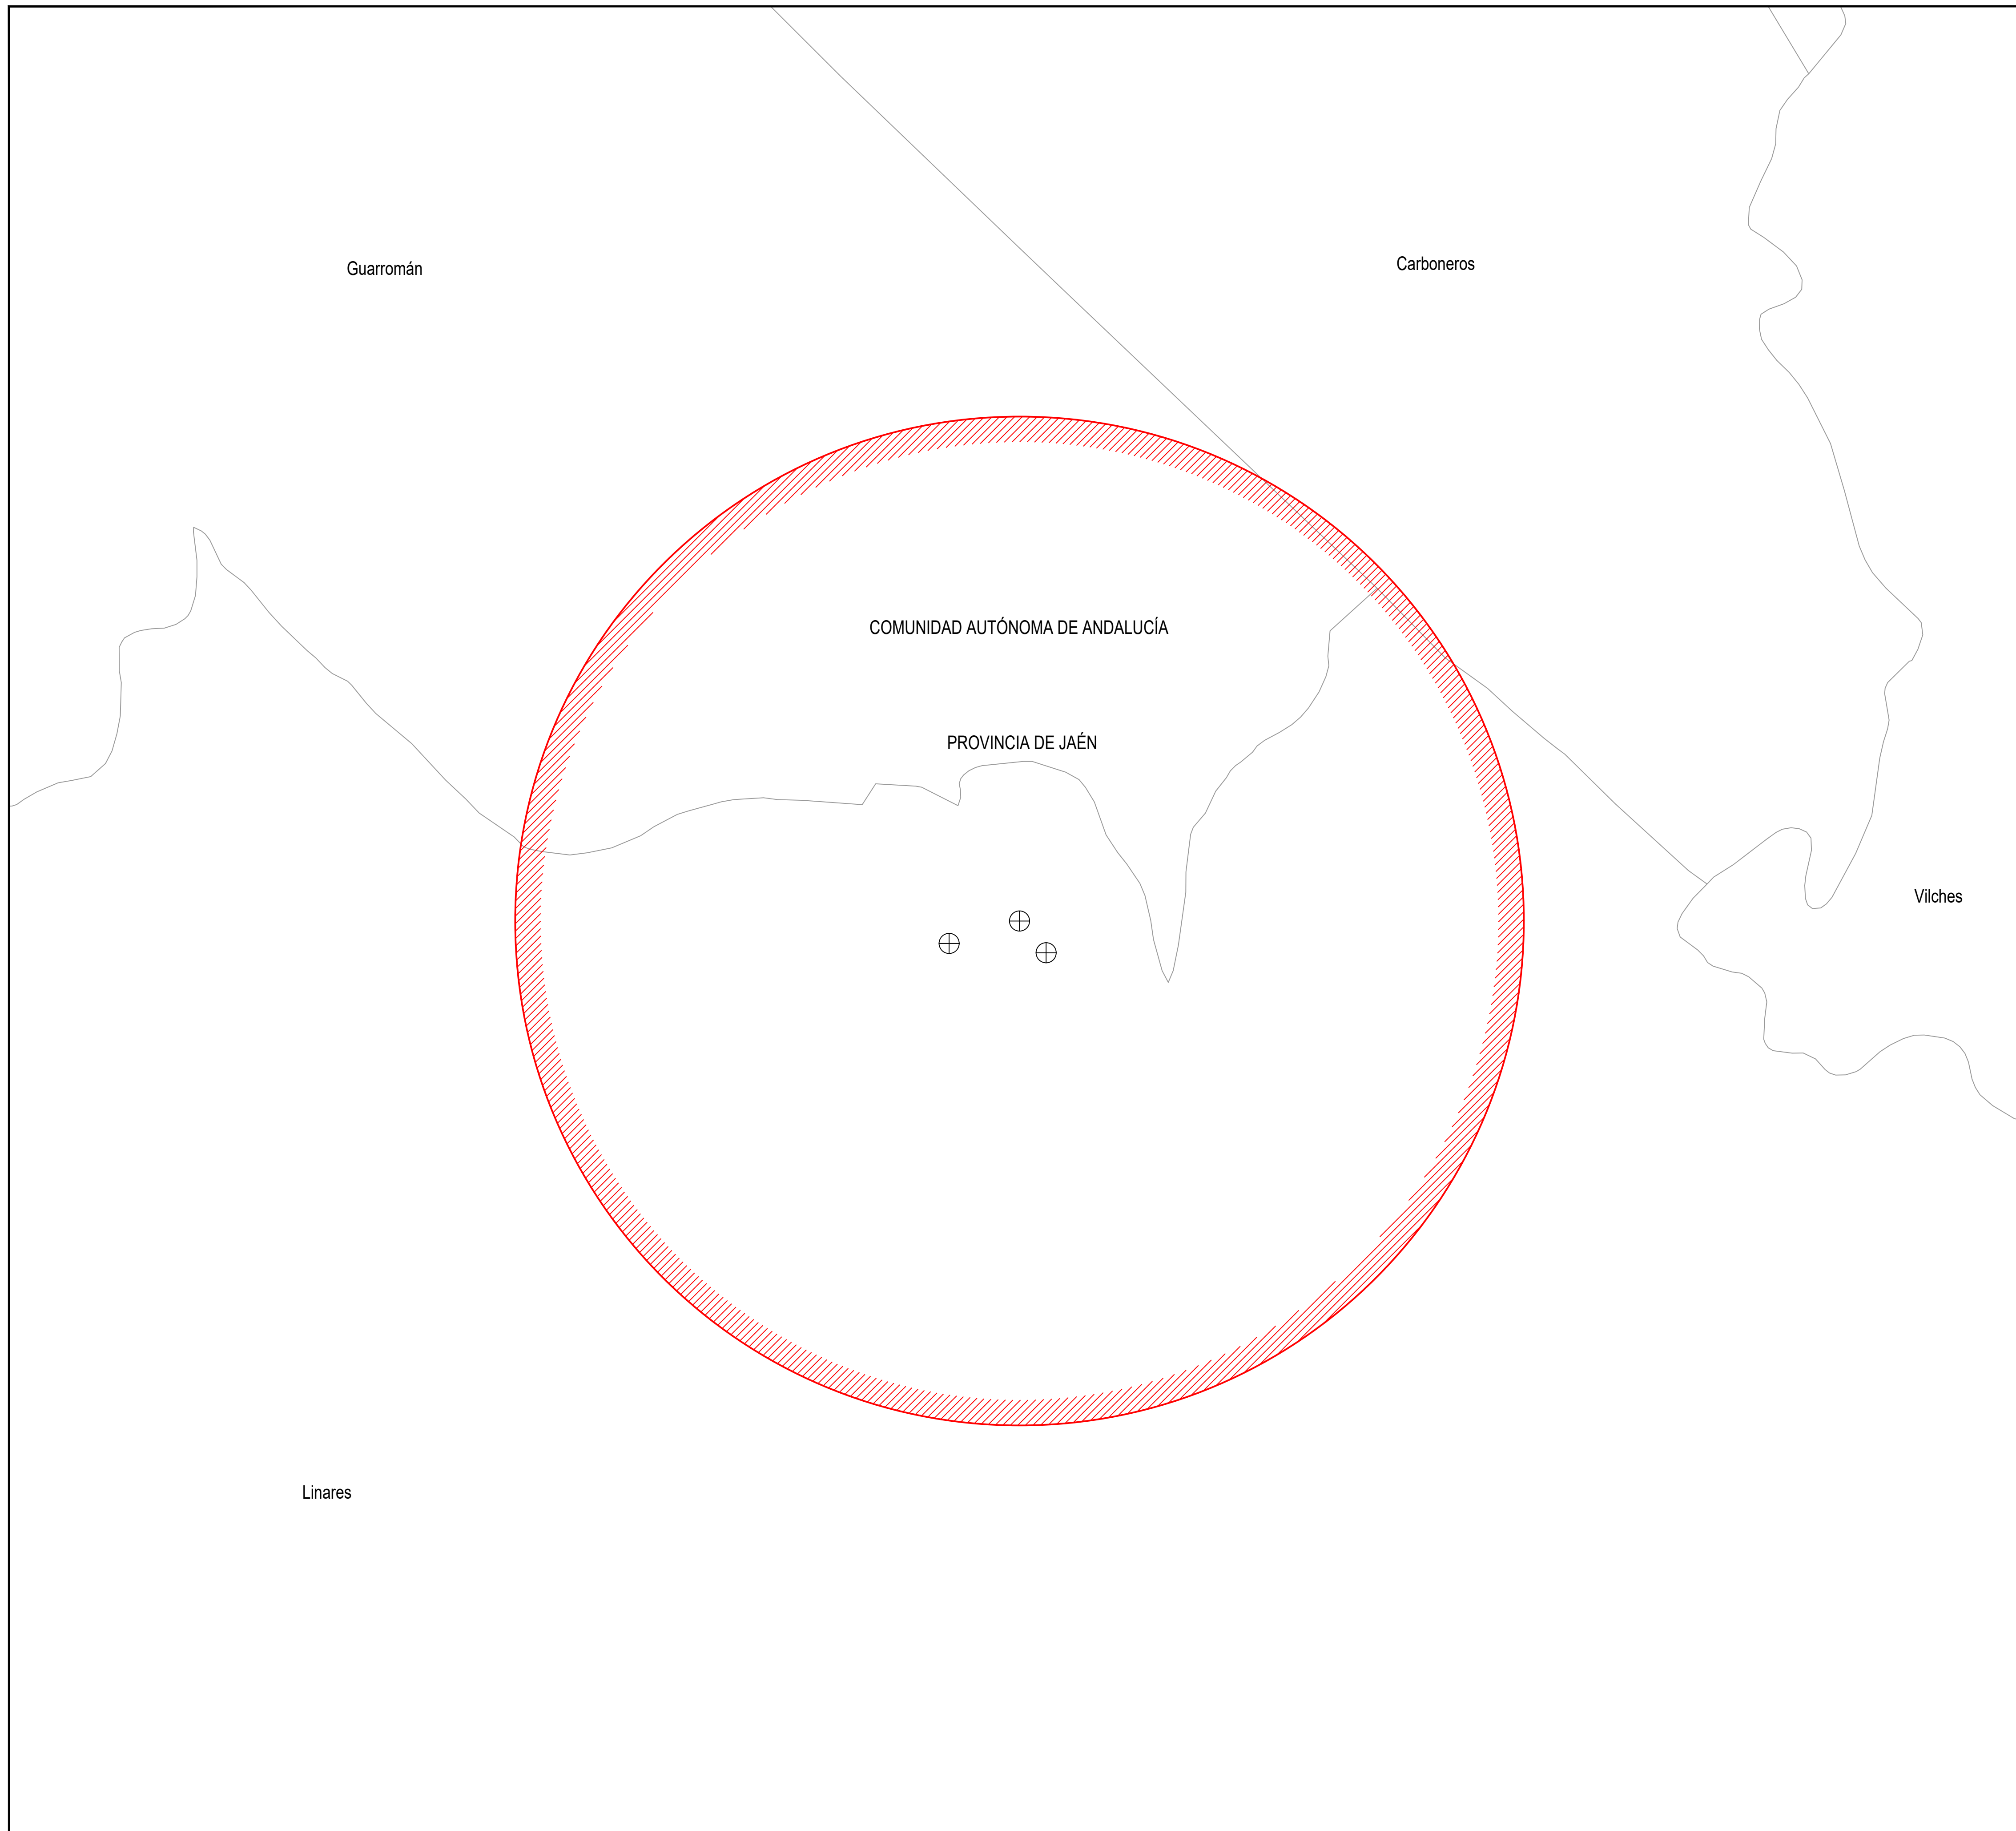 Guarromán
Carboneros
COMUNIDAD AUTÓNOMA DE ANDALUCÍA
PROVINCIA DE JAÉN
Vilches
Linares